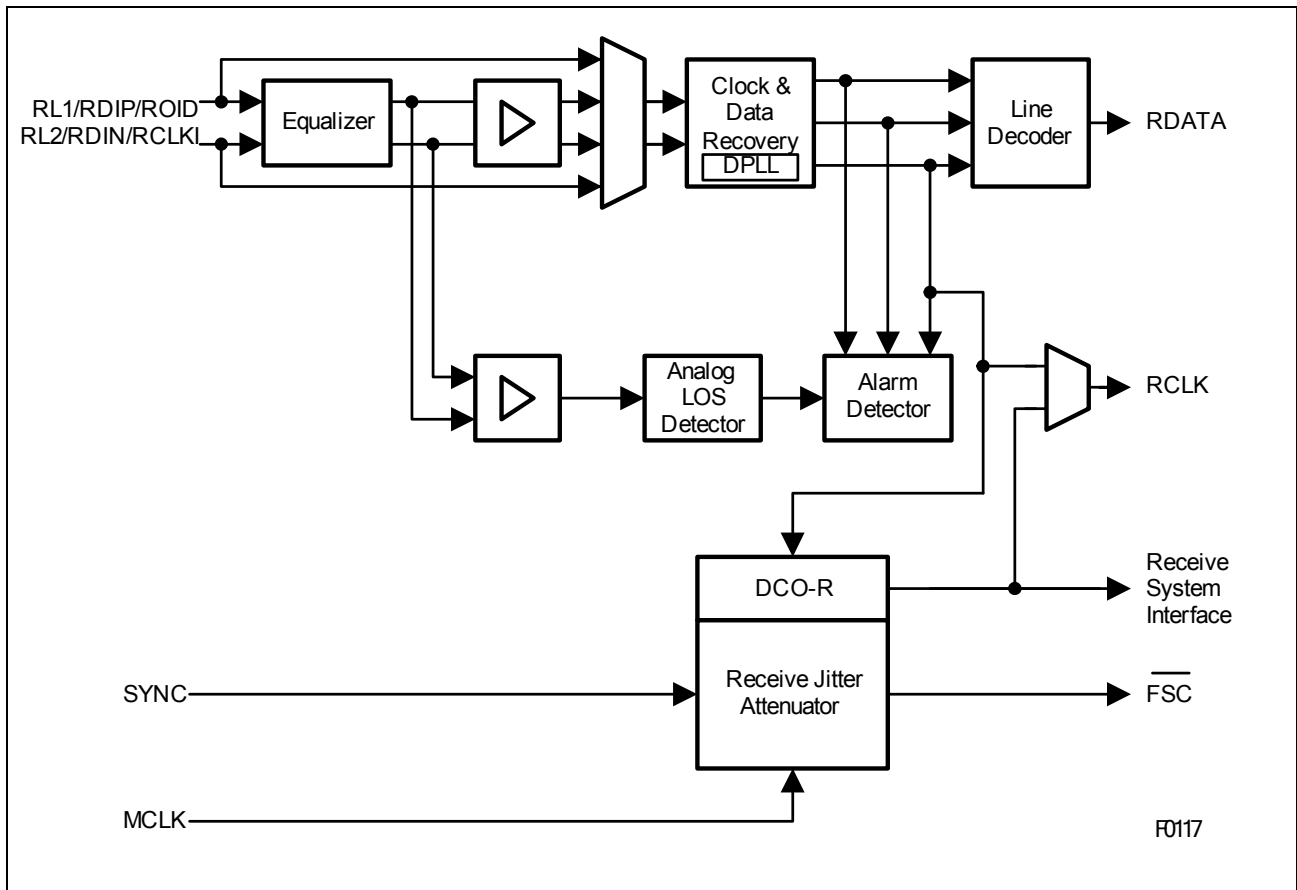 RL1/RDIP/ROID
RL2/RDIN/RCLKI
Equalizer
Clock &
Data
Recovery
DPLL
Line
Decoder
RDATA
Analog
LOS
Detector
Alarm
Detector
RCLK
DCO-R
Receive
System
Interface
SYNC
Receive Jitter
Attenuator
FSC
MCLK
F0117